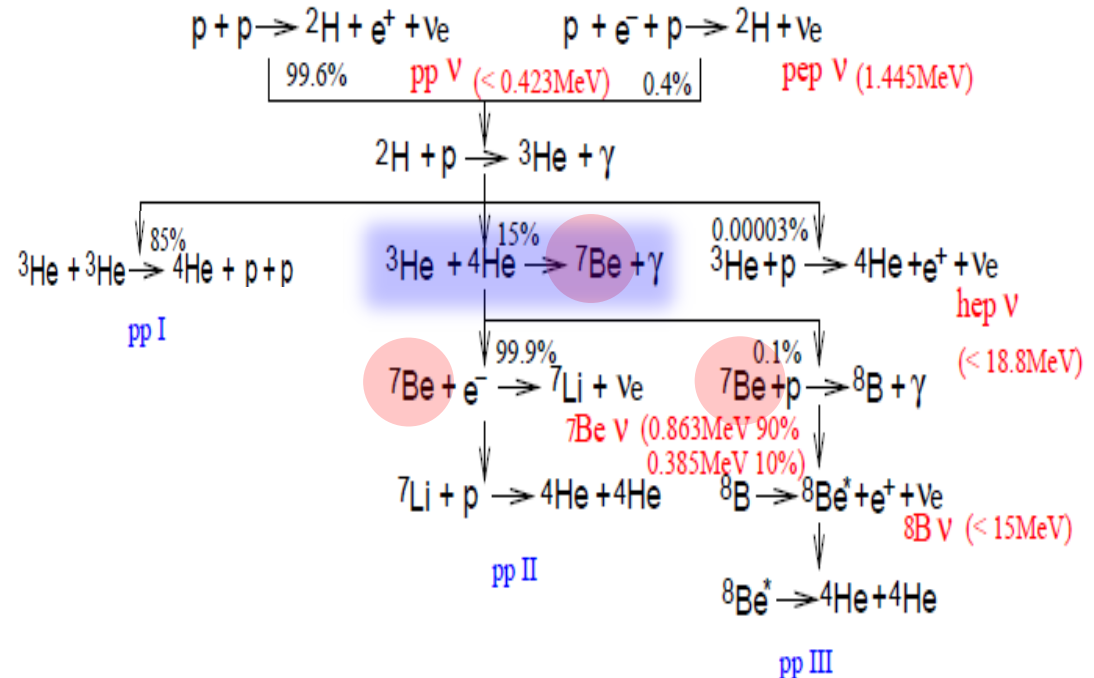 p + p → ²H + e⁺ + νe    p + e⁻ + p → ²H + νe
99.6%    pp ν (< 0.423MeV)    0.4%    pep ν (1.445MeV)
²H + p → ³He + γ
85%    15%    0.00003%
³He + ³He → ⁴He + p + p    ³He + ⁴He → ⁷Be + γ    ³He + p → ⁴He + e⁺ + νe
pp I    hep ν
(< 18.8MeV)
99.9%    0.1%
⁷Be + e⁻ → ⁷Li + νe    ⁷Be + p → ⁸B + γ
7Be ν (0.863MeV 90%
0.385MeV 10%)
⁷Li + p → ⁴He + ⁴He    ⁸B → ⁸Be* + e⁺ + νe
8B ν (< 15MeV)
pp II
⁸Be* → ⁴He + ⁴He
pp III